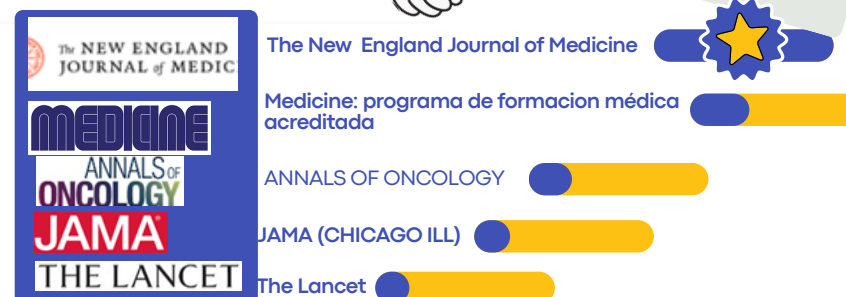 The NEW ENGLAND
JOURNAL of MEDIC
The New England Journal of Medicine
MEDICINE
Medicine: programa de formacion médica
acreditada
ANNALS OF
ONCOLOGY
ANNALS OF ONCOLOGY
JAMA
JAMA (CHICAGO ILL)
THE LANCET
The Lancet